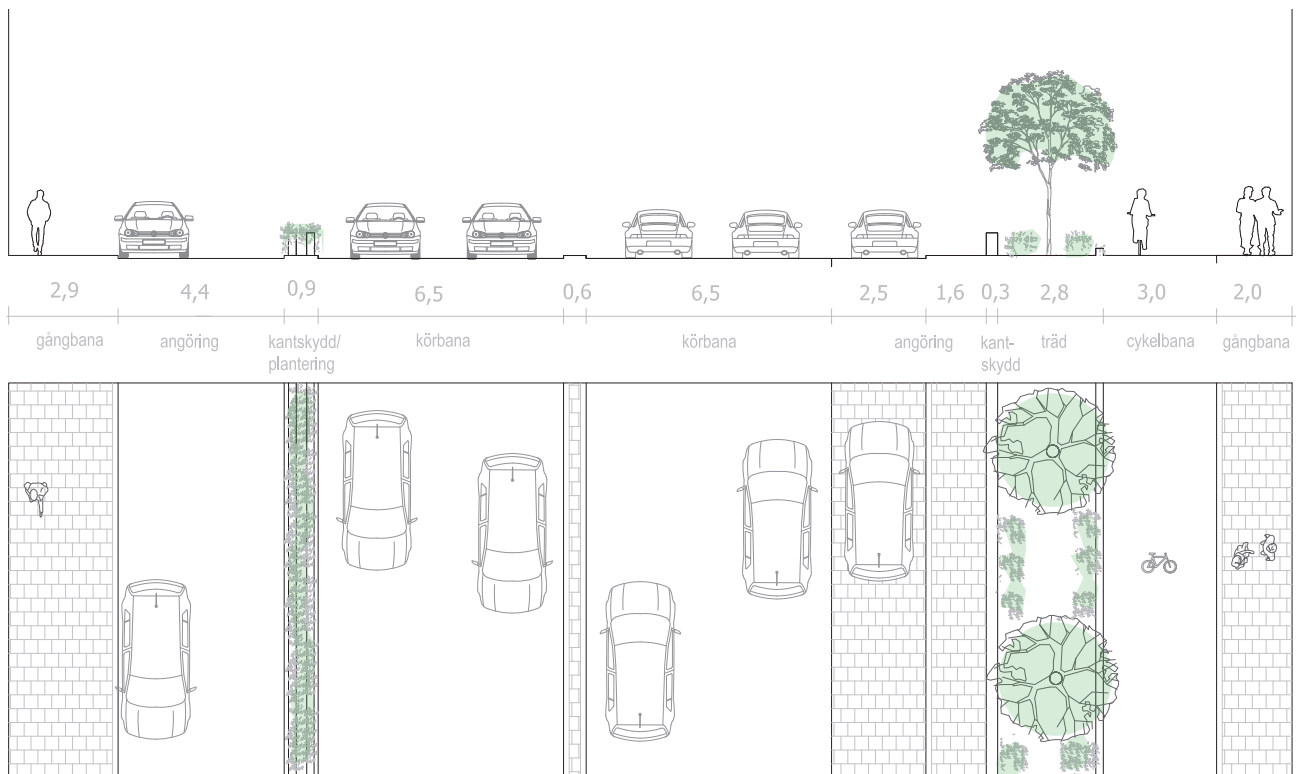 2,9 4,4 0,9 6,5 0,6 6,5 2,5 1,6 0,3 2,8 3,0 2,0
gångbana angöring kantskydd/ körbana körbana angöring kant- träd cykelbana gångbana
plantering skydd